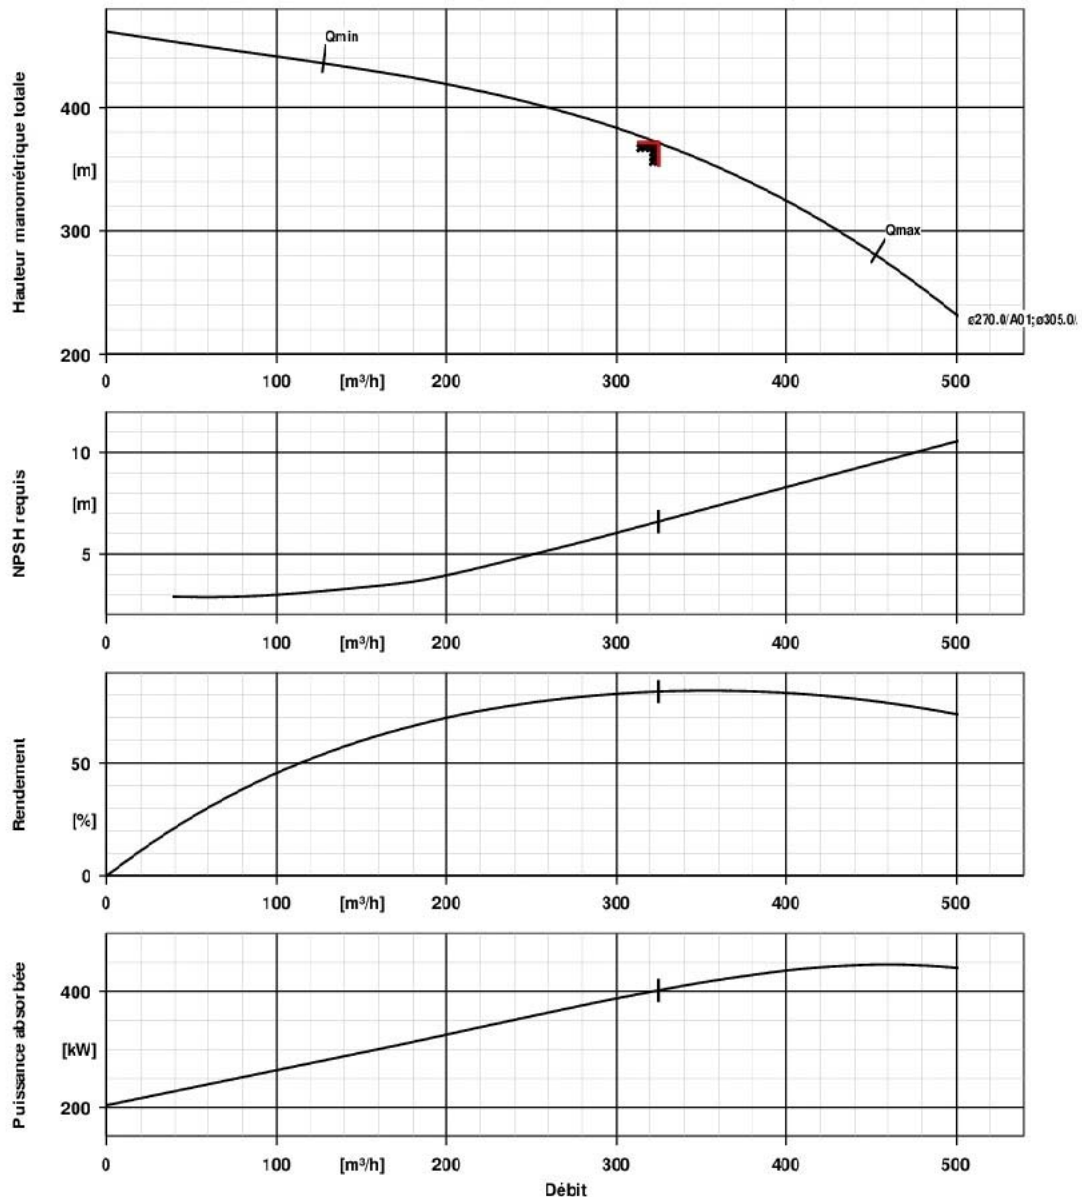 Qmin
Hauteur manométrique totale
400
[m]
300
Qmax
ø270.0/A01;ø305.0/
200
0 100 [m³/h] 200 300 400 500
NPSH requis
10
[m]
5
0 100 [m³/h] 200 300 400 500
Rendement
50
[%]
0
0 100 [m³/h] 200 300 400 500
Puissance absorbée
400
[kW]
200
0 100 [m³/h] 200 300 400 500
Débit